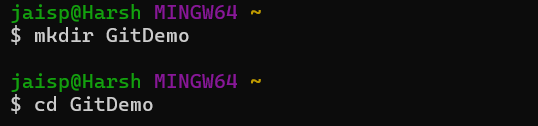 jaisp@Harsh MINGW64 ~
$ mkdir GitDemo
jaisp@Harsh MINGW64 ~
$ cd GitDemo